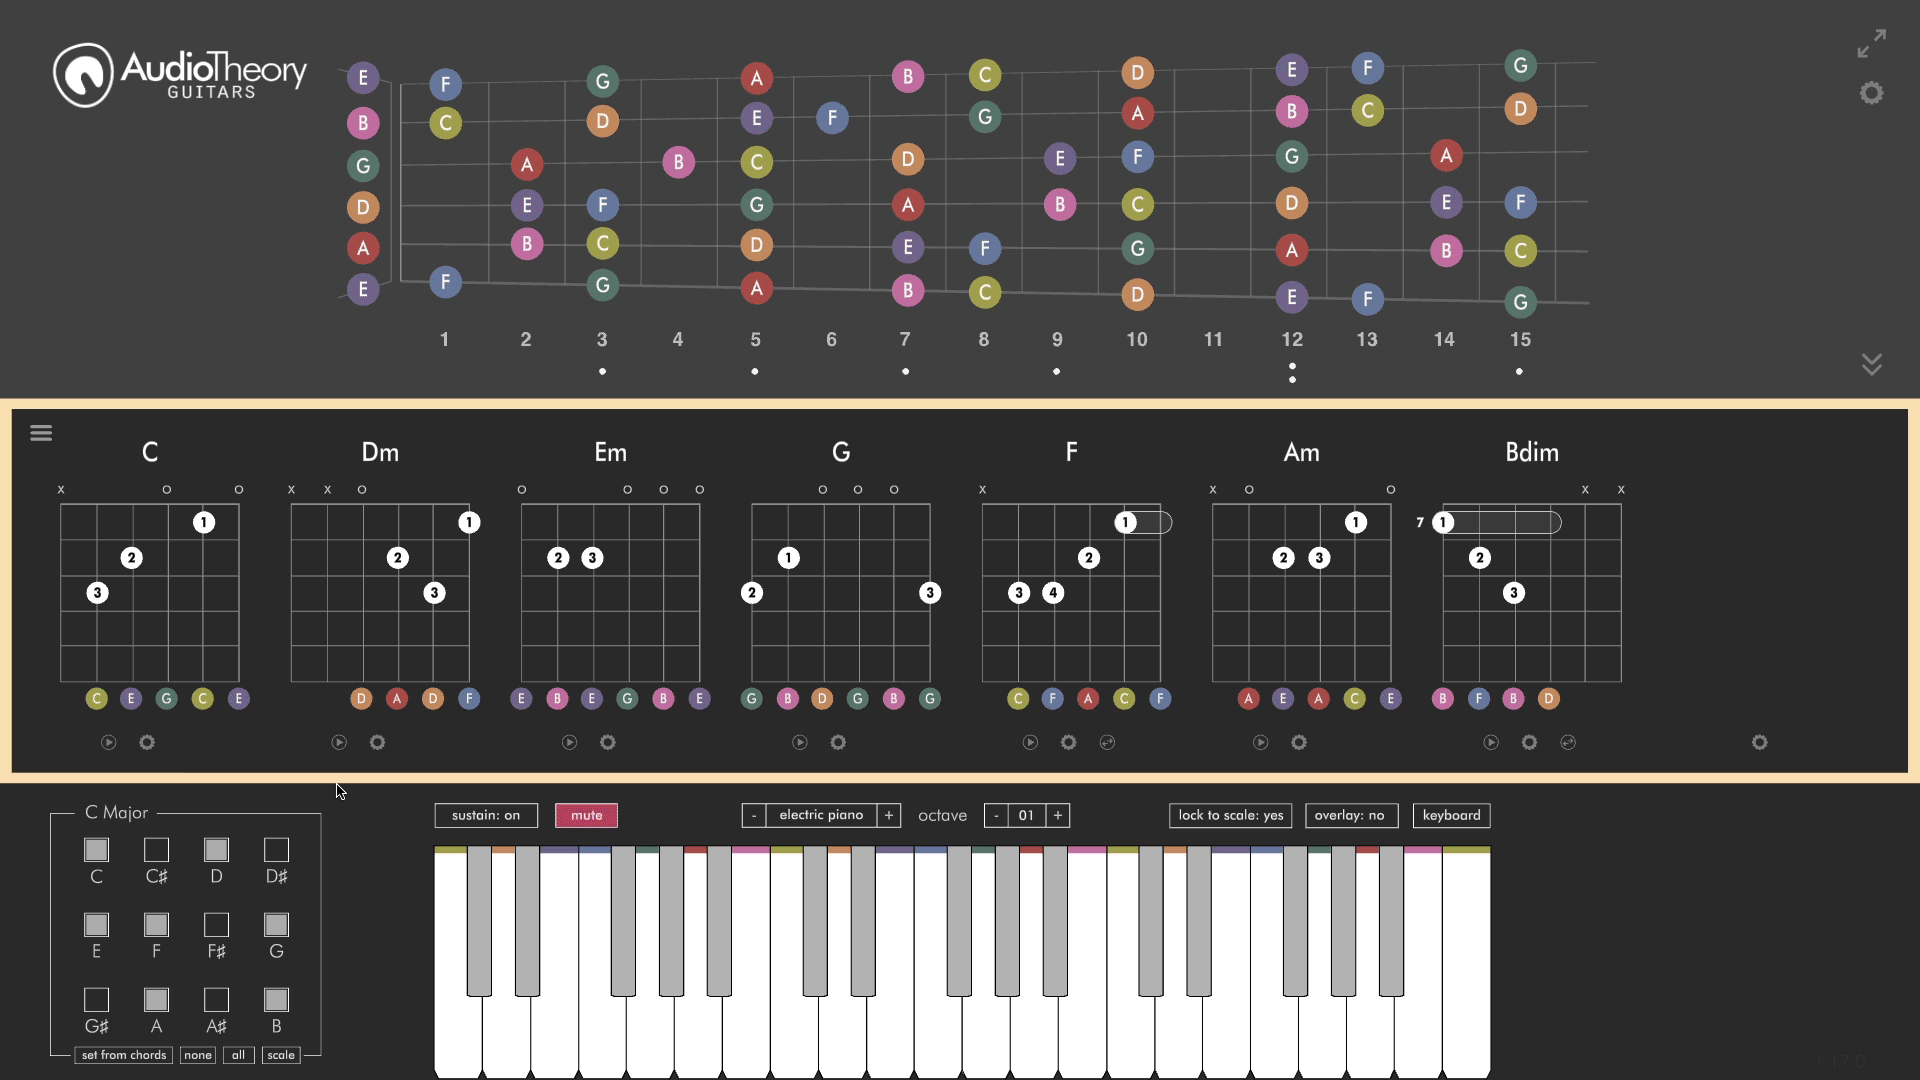 AudioTheory
GUITARS
E F G A B C D E F G
B C D E F G A B C D
G A B C D E F G A
D E F G A B C D E F
A B C D E F G A B C
E F G A B C D E F G
1 2 3 4 5 6 7 8 9 10 11 12 13 14 15
C Dm Em G F Am Bdim
x o o x x o o o o o o o o x x o o x x
1 1 1 1 7 1
2 2 2 3 1 2 2 3 2
3 3 2 3 3 4 3
C E G C E D A D F E B E G B E G B D G B G C F A C F A E A C E B F B D
C Major
sustain: on mute - electric piano + octave - 01 + lock to scale: yes overlay: no keyboard
C C♯ D D♯
E F F♯ G
G♯ A A♯ B
set from chords none all scale